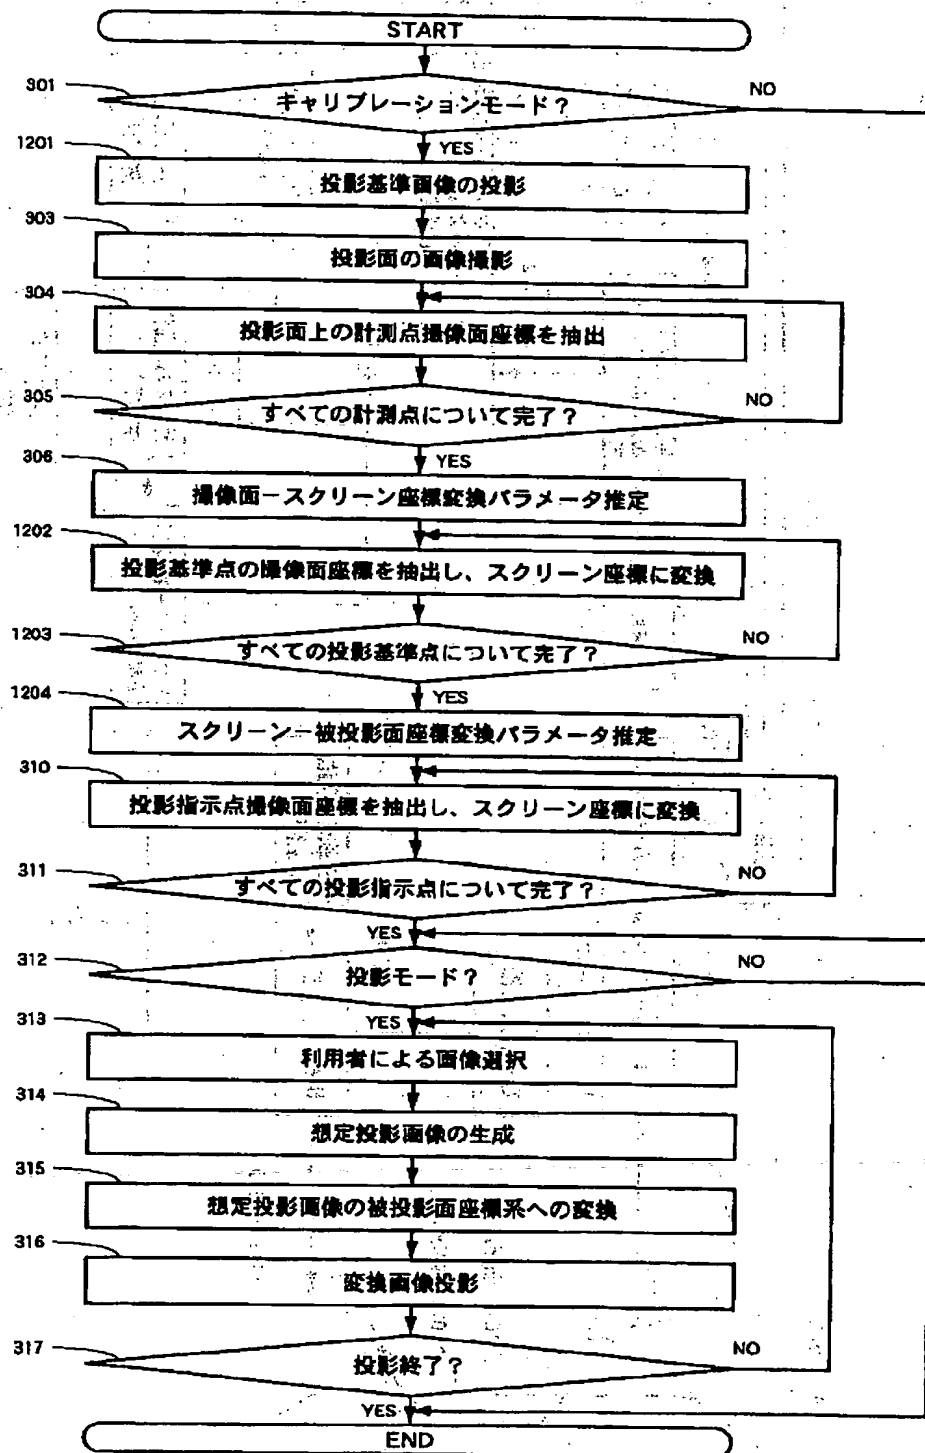 START
301
キャリブレーションモード？
NO
YES
1201
投影基準画像の投影
303
投影面の画像撮影
304
投影面上の計測点撮像面座標を抽出
305
すべての計測点について完了？
NO
YES
306
撮像面－スクリーン座標変換パラメータ推定
1202
投影基準点の撮像面座標を抽出し、スクリーン座標に変換
1203
すべての投影基準点について完了？
NO
YES
1204
スクリーン－被投影面座標変換パラメータ推定
310
投影指示点撮像面座標を抽出し、スクリーン座標に変換
311
すべての投影指示点について完了？
NO
YES
312
投影モード？
NO
YES
313
利用者による画像選択
314
想定投影画像の生成
315
想定投影画像の被投影面座標系への変換
316
変換画像投影
317
投影終了？
NO
YES
END